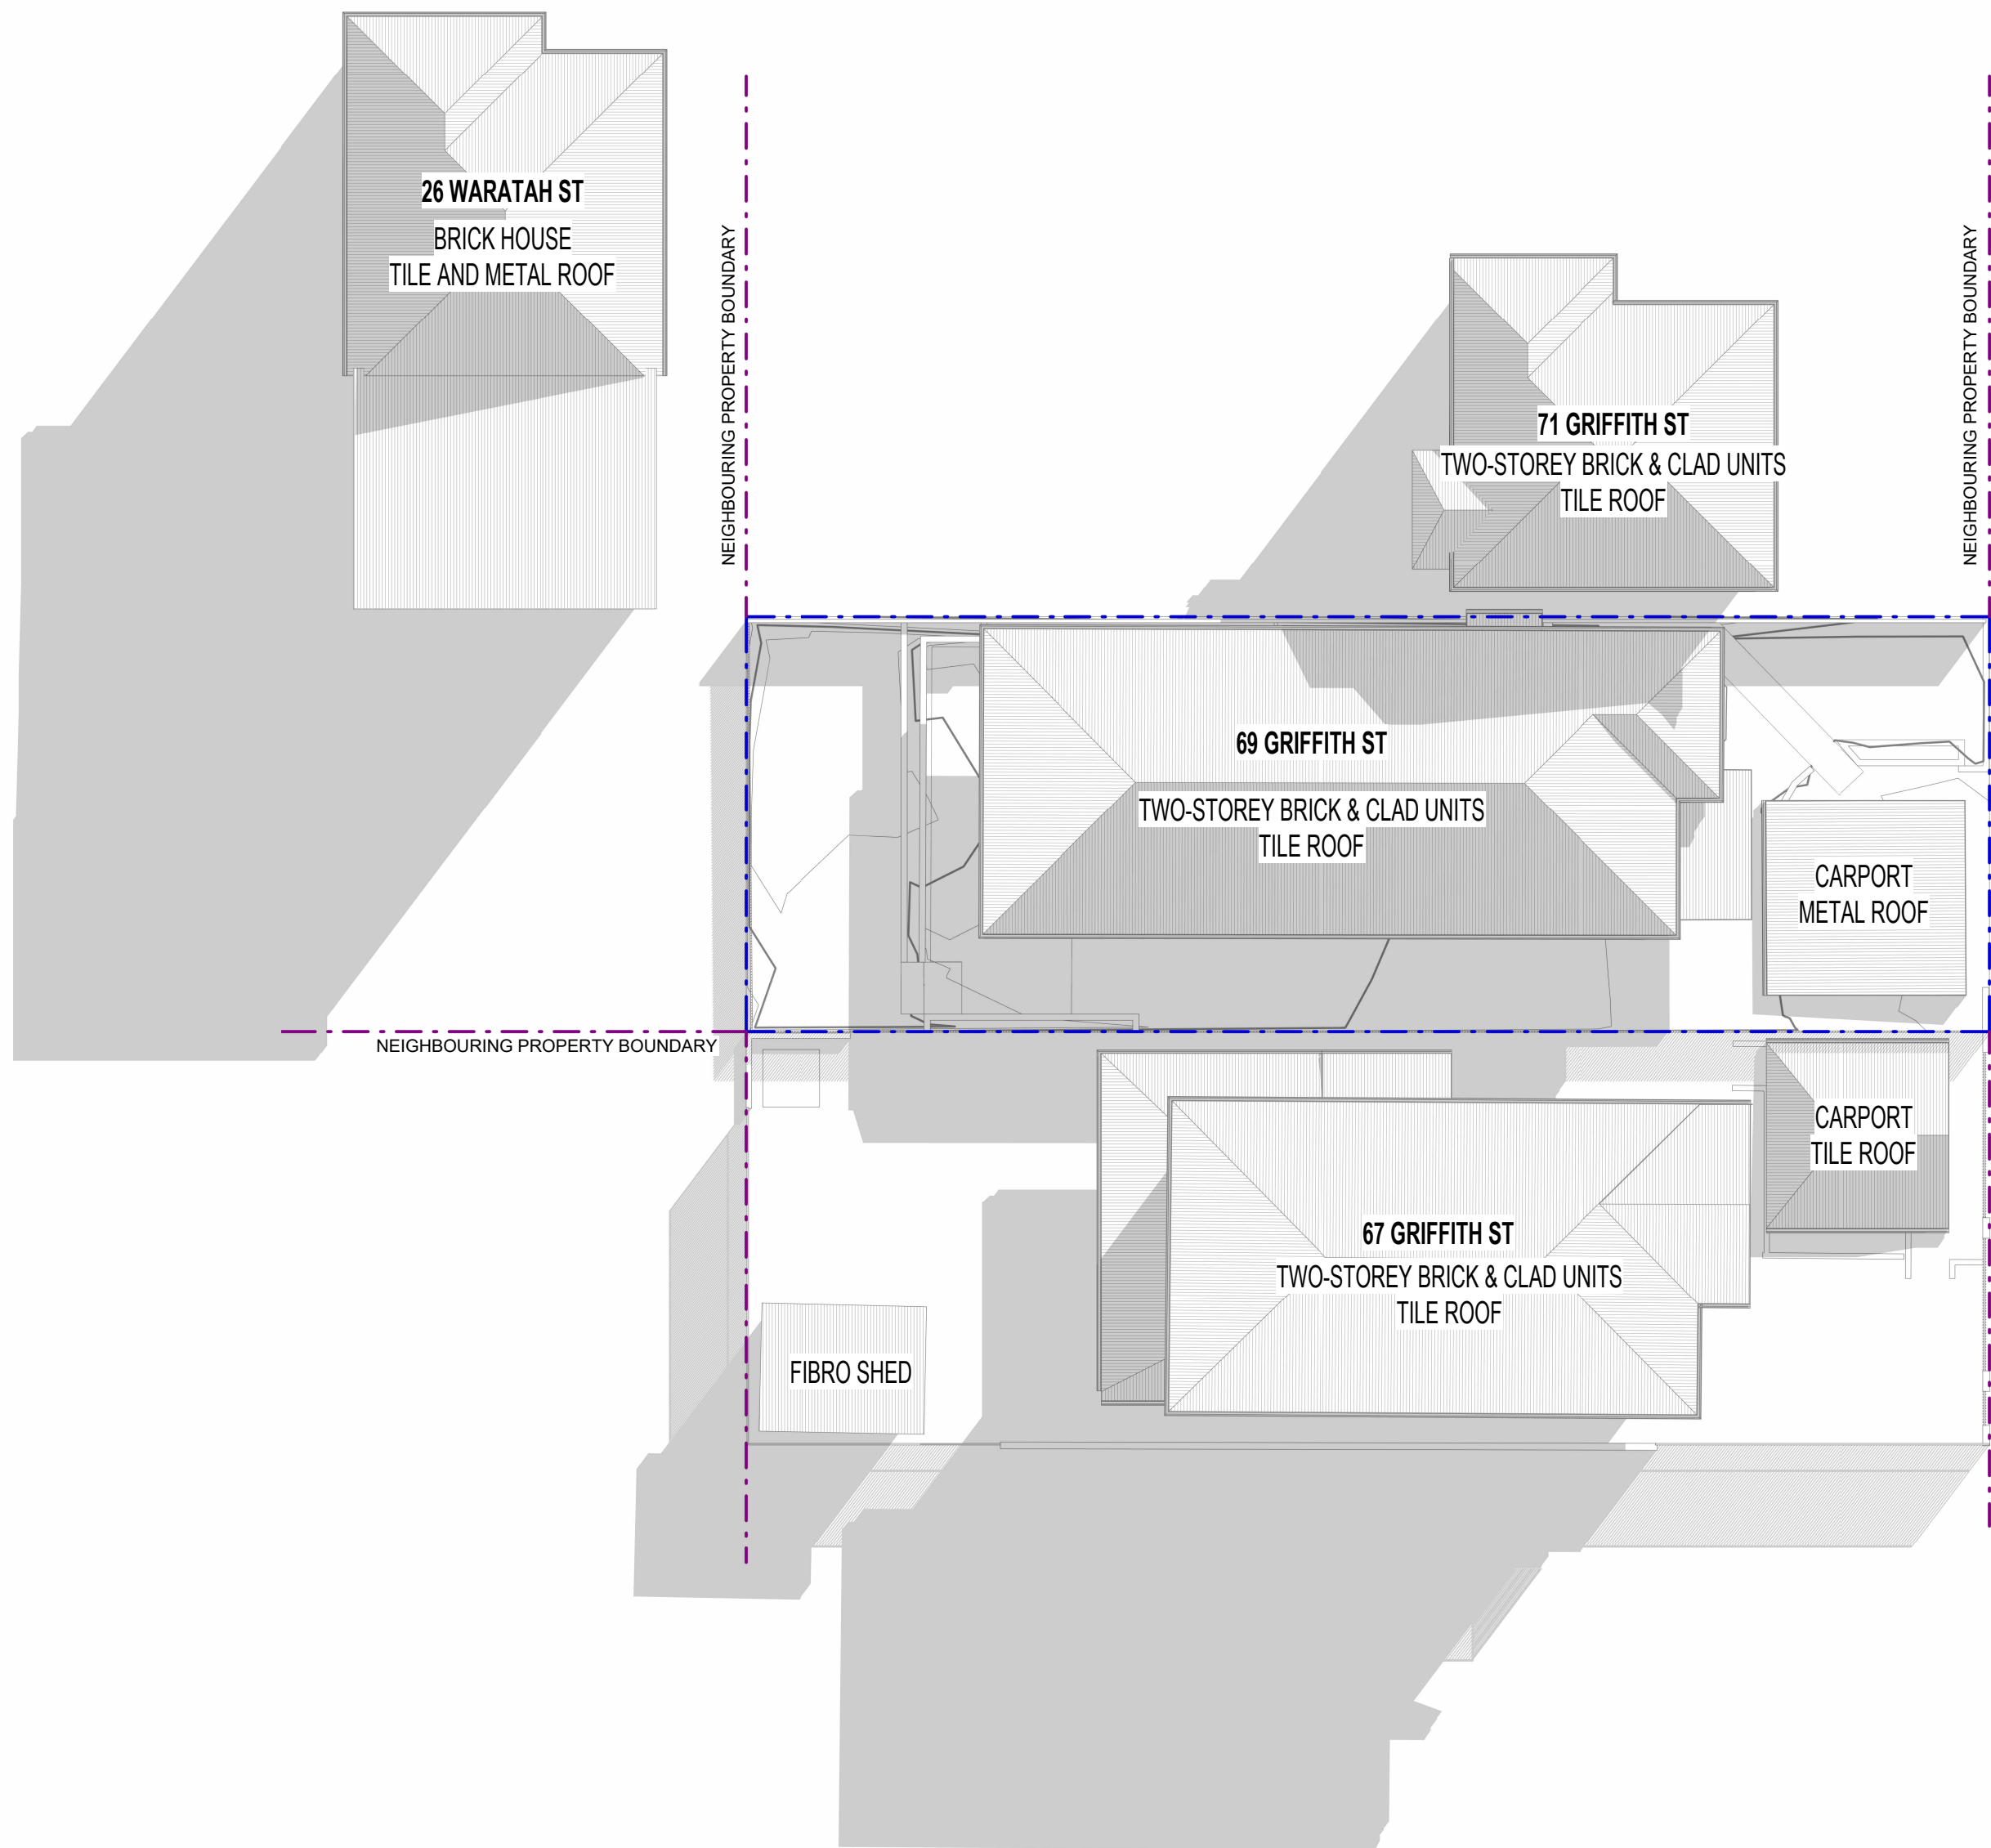 26 WARATAH ST
BRICK HOUSE
TILE AND METAL ROOF
NEIGHBOURING PROPERTY BOUNDARY
NEIGHBOURING PROPERTY BOUNDARY
71 GRIFFITH ST
TWO-STOREY BRICK & CLAD UNITS
TILE ROOF
69 GRIFFITH ST
TWO-STOREY BRICK & CLAD UNITS
TILE ROOF
CARPORT
METAL ROOF
NEIGHBOURING PROPERTY BOUNDARY
CARPORT
TILE ROOF
67 GRIFFITH ST
TWO-STOREY BRICK & CLAD UNITS
TILE ROOF
FIBRO SHED